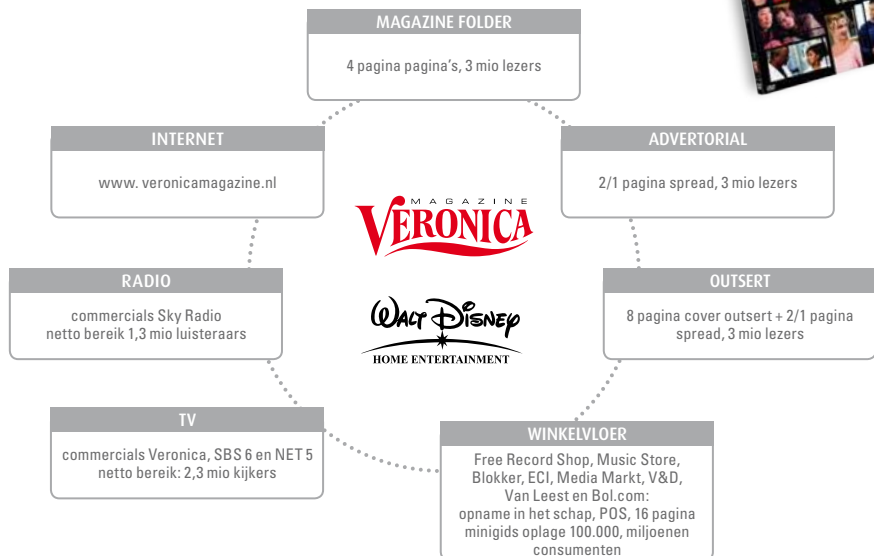 MAGAZINE FOLDER
4 pagina pagina's, 3 mio lezers
INTERNET
www. veronicamagazine.nl
ADVERTORIAL
2/1 pagina spread, 3 mio lezers
MAGAZINE
VERONICA
RADIO
commercials Sky Radio
netto bereik 1,3 mio luisteraars
WALT DISNEY
HOME ENTERTAINMENT
OUTSERT
8 pagina cover outsert + 2/1 pagina
spread, 3 mio lezers
TV
commercials Veronica, SBS 6 en NET 5
netto bereik: 2,3 mio kijkers
WINKELVLOER
Free Record Shop, Music Store,
Blokker, ECI, Media Markt, V&D,
Van Leest en Bol.com:
opname in het schap, POS, 16 pagina
minigids oplage 100.000, miljoenen
consumenten